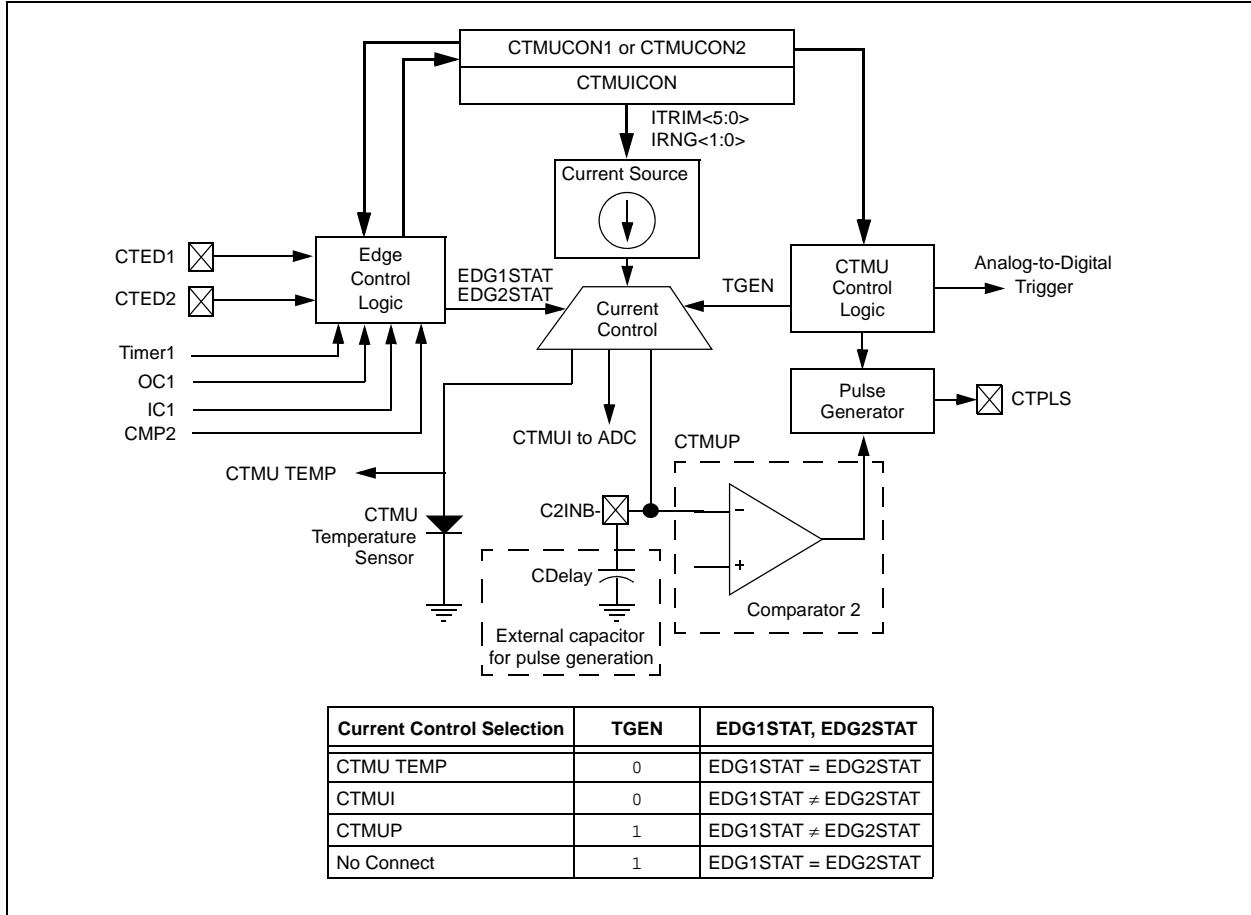 CTMUCON1 or CTMUCON2
CTMUICON
ITRIM<5:0>
IRNG<1:0>
Current Source
CTED1
CTED2
Edge
Control
Logic
EDG1STAT
EDG2STAT
Current
Control
TGEN
CTMU
Control
Logic
Analog-to-Digital
Trigger
Timer1
OC1
IC1
CMP2
Pulse
Generator
CTPLS
CTMUI to ADC
CTMUP
CTMU TEMP
C2INB-
CTMU
Temperature
Sensor
−
+
CDelay
Comparator 2
External capacitor
for pulse generation
Current Control Selection TGEN EDG1STAT, EDG2STAT
CTMU TEMP 0 EDG1STAT = EDG2STAT
CTMUI 0 EDG1STAT ≠ EDG2STAT
CTMUP 1 EDG1STAT ≠ EDG2STAT
No Connect 1 EDG1STAT = EDG2STAT